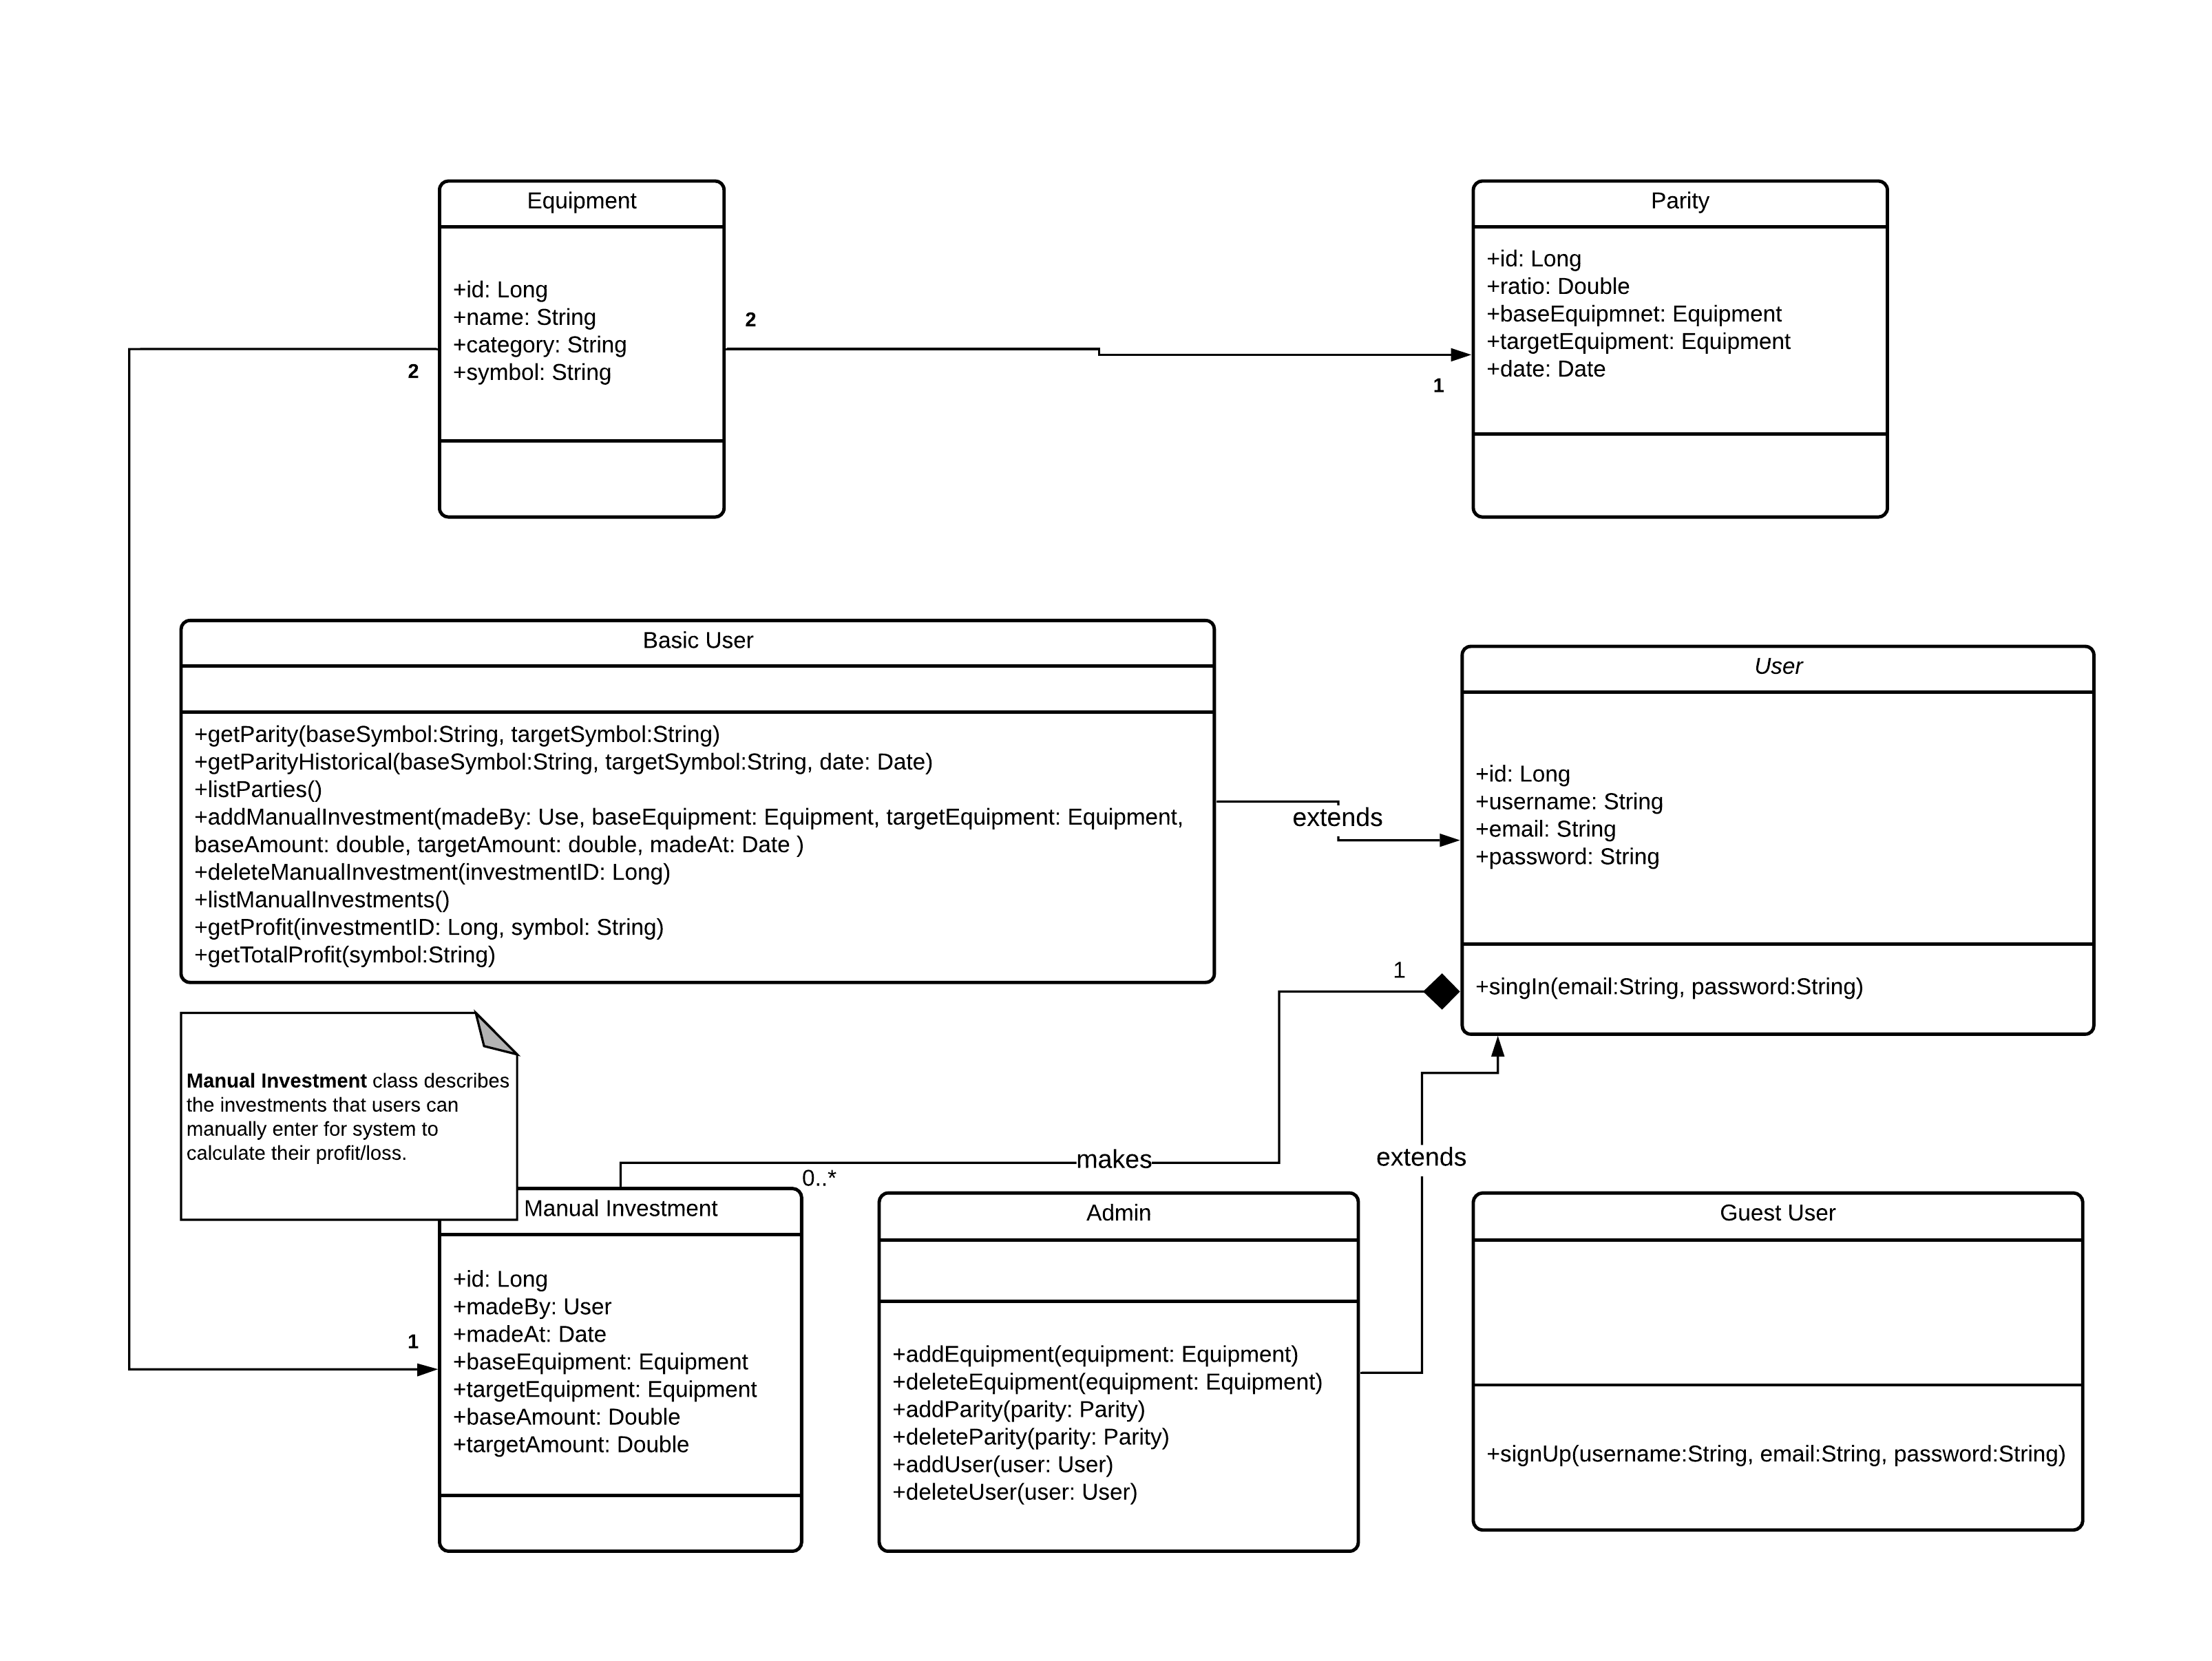 Equipment
+id: Long
+name: String
+category: String
+symbol: String
2
2
1
Parity
+id: Long
+ratio: Double
+baseEquipmnet: Equipment
+targetEquipment: Equipment
+date: Date
Basic User
+getParity(baseSymbol:String, targetSymbol:String)
+getParityHistorical(baseSymbol:String, targetSymbol:String, date: Date)
+listParties()
+addManualInvestment(madeBy: Use, baseEquipment: Equipment, targetEquipment: Equipment,
baseAmount: double, targetAmount: double, madeAt: Date )
+deleteManualInvestment(investmentID: Long)
+listManualInvestments()
+getProfit(investmentID: Long, symbol: String)
+getTotalProfit(symbol:String)
extends
User
+id: Long
+username: String
+email: String
+password: String
+singIn(email:String, password:String)
1
Manual Investment class describes
the investments that users can
manually enter for system to
calculate their profit/loss.
makes
0..*
extends
Manual Investment
+id: Long
+madeBy: User
+madeAt: Date
+baseEquipment: Equipment
+targetEquipment: Equipment
+baseAmount: Double
+targetAmount: Double
1
Admin
+addEquipment(equipment: Equipment)
+deleteEquipment(equipment: Equipment)
+addParity(parity: Parity)
+deleteParity(parity: Parity)
+addUser(user: User)
+deleteUser(user: User)
Guest User
+signUp(username:String, email:String, password:String)